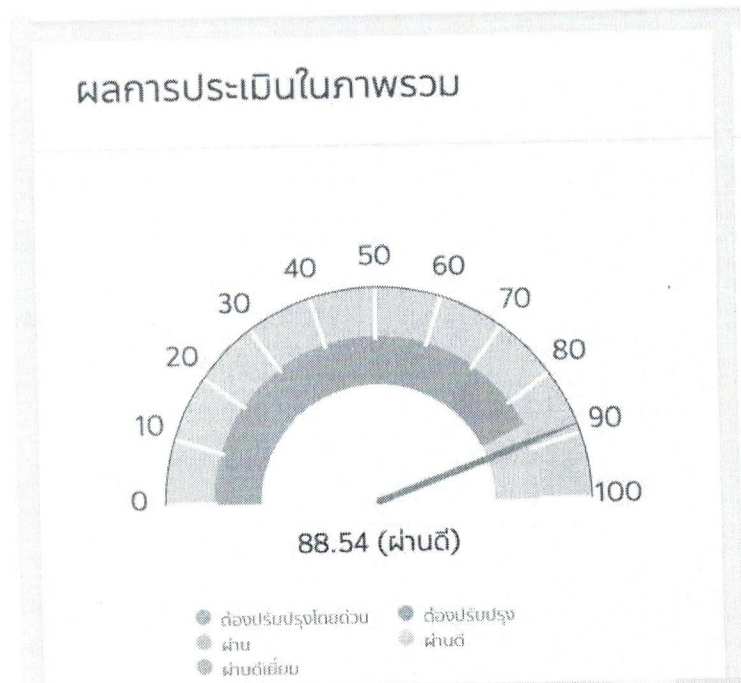 ผลการประเมินในภาพรวม
50
40
60
30
70
20
80
10
90
0
100
88.54 (ผ่านดี)
ต้องปรับปรุงโดยด่วน
ต้องปรับปรุง
ผ่าน
ผ่านดี
ผ่านดีเยี่ยม